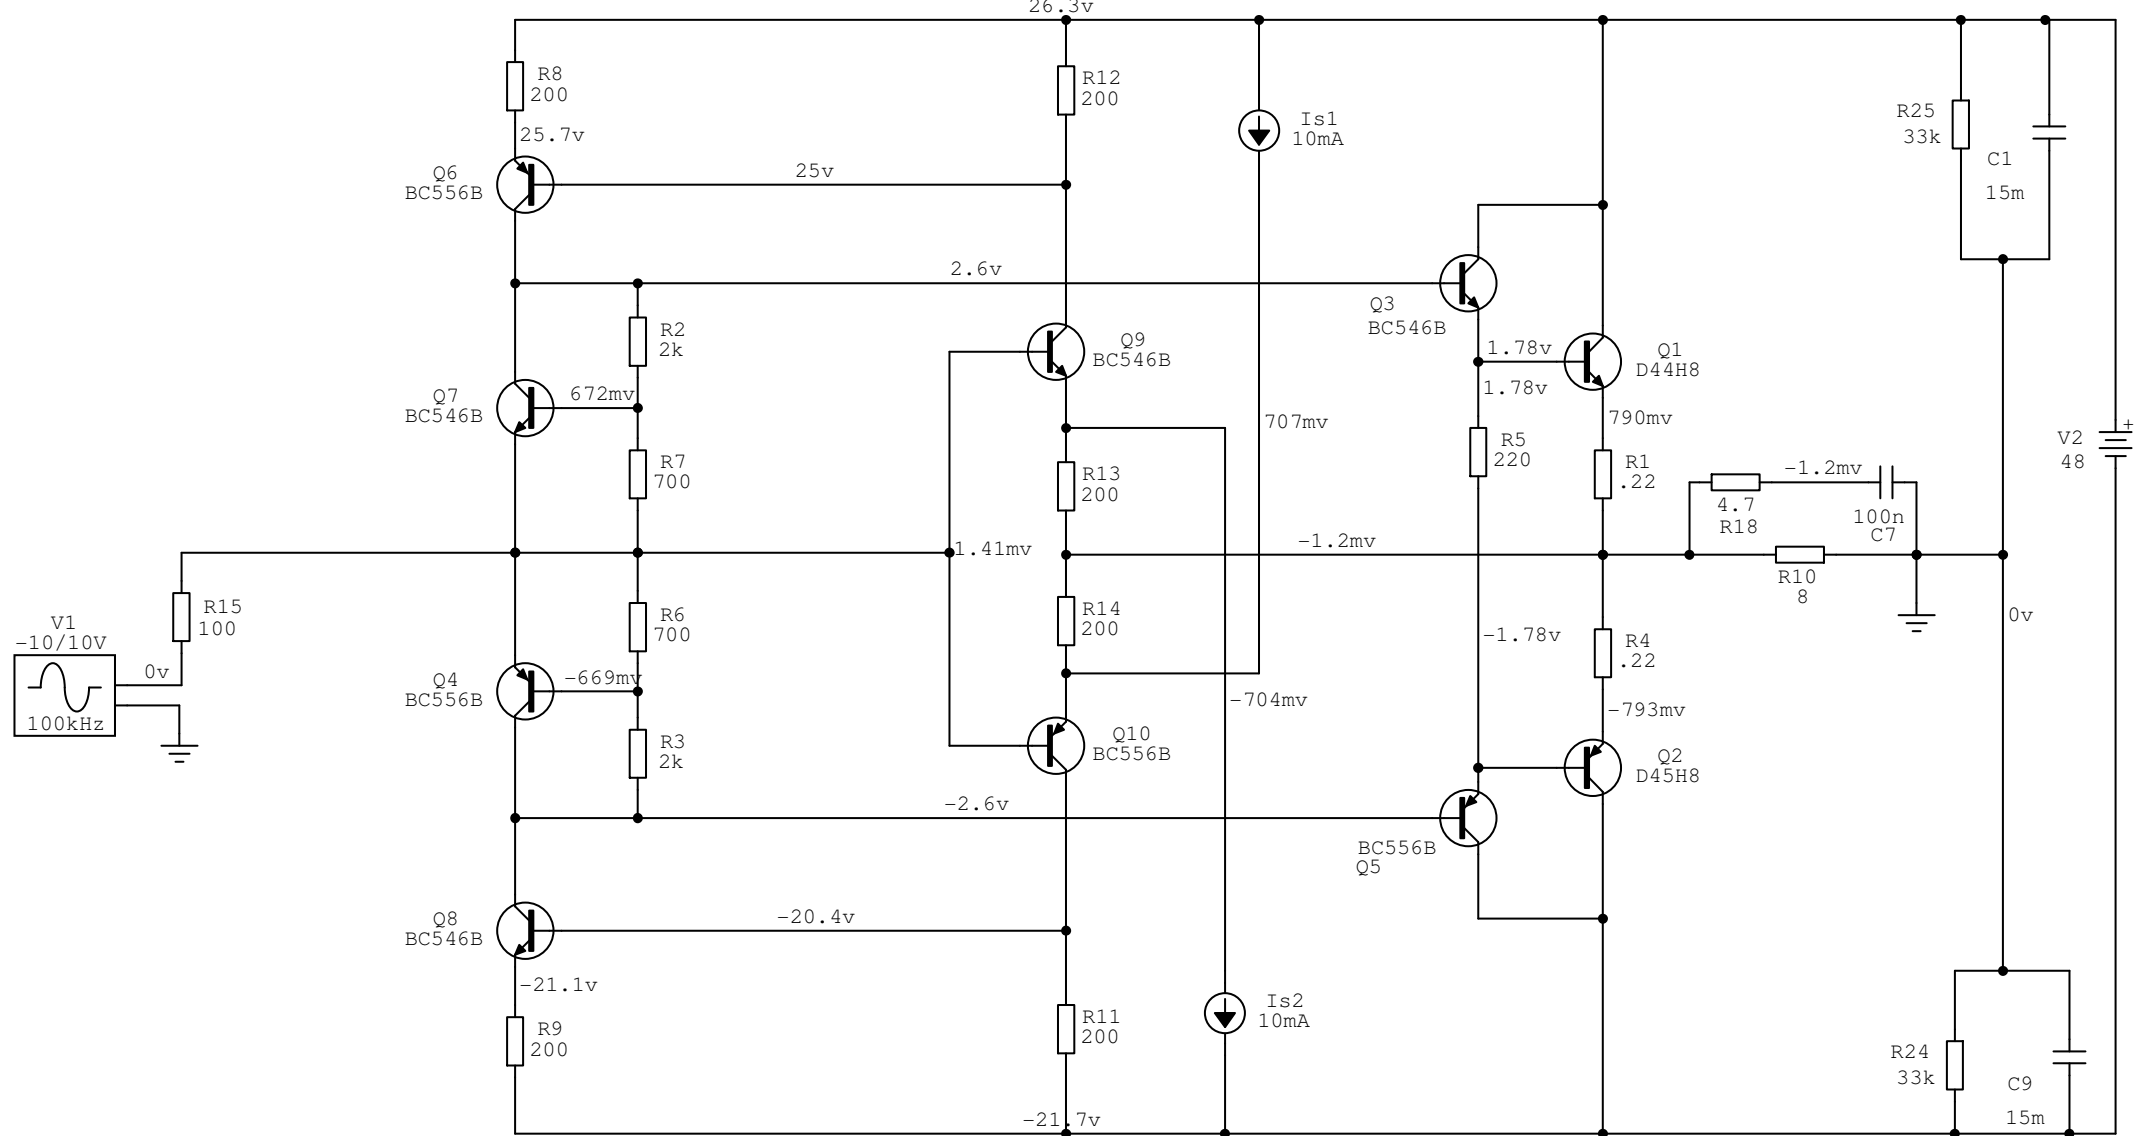 26.3v
R8
200
R12
200
Is1
10mA
R25
33k
C1
15m
25.7v
Q6
BC556B
25v
2.6v
Q3
BC546B
R2
2k
Q9
BC546B
1.78v
1.78v
Q1
D44H8
Q7
BC546B
672mv
707mv
790mv
R7
700
R13
200
R5
220
R1
.22
-1.2mv
4.7
R18
100n
C7
V2
48
+
1.41mv
-1.2mv
R10
8
0v
V1
-10/10V
100kHz
0v
R15
100
R6
700
R14
200
-1.78v
R4
.22
Q4
BC556B
-669mv
-704mv
-793mv
R3
2k
Q10
BC556B
Q2
D45H8
-2.6v
BC556B
Q5
Q8
BC546B
-20.4v
-21.1v
R9
200
R11
200
Is2
10mA
R24
33k
C9
15m
-21.7v